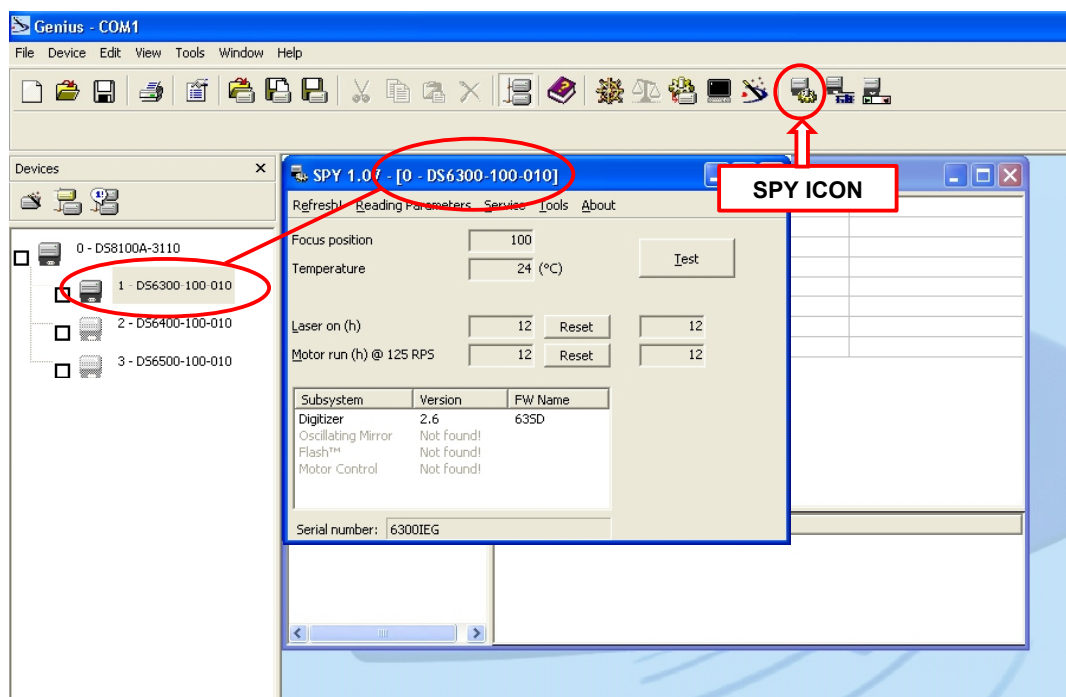 Genius - COM1
File Device Edit View Tools Window Help
Devices
0 - DS8100A-3110
1 - DS6300-100-010
2 - DS6400-100-010
3 - DS6500-100-010
SPY 1.07 - [0 - DS6300-100-010]
SPY ICON
Refresh! Reading Parameters Service Tools About
Focus position 100
Test
Temperature 24 (°C)
Laser on (h) 12 Reset 12
Motor run (h) @ 125 RPS 12 Reset 12
Subsystem Version FW Name
Digitizer 2.6 63SD
Oscillating Mirror Not found!
Flash™ Not found!
Motor Control Not found!
Serial number: 6300IEG